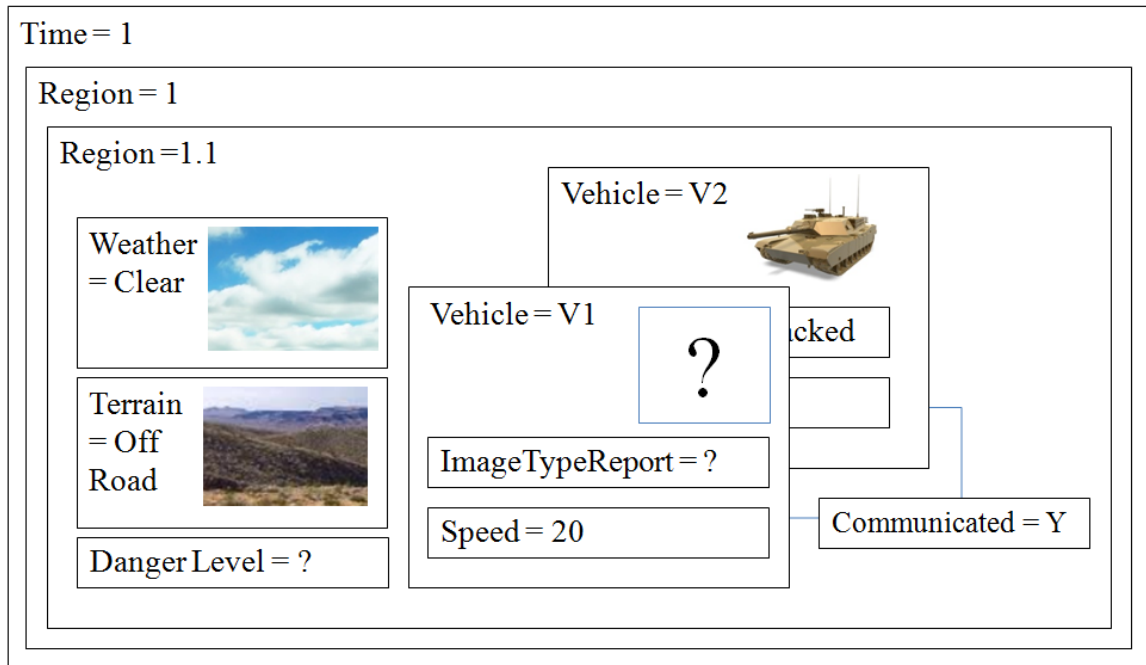 Time = 1
Region = 1
Region =1.1
Weather
= Clear
Terrain
= Off
Road
Danger Level = ?
Vehicle = V2
Vehicle = V1
?
ImageTypeReport = ?
Speed = 20
Communicated = Y